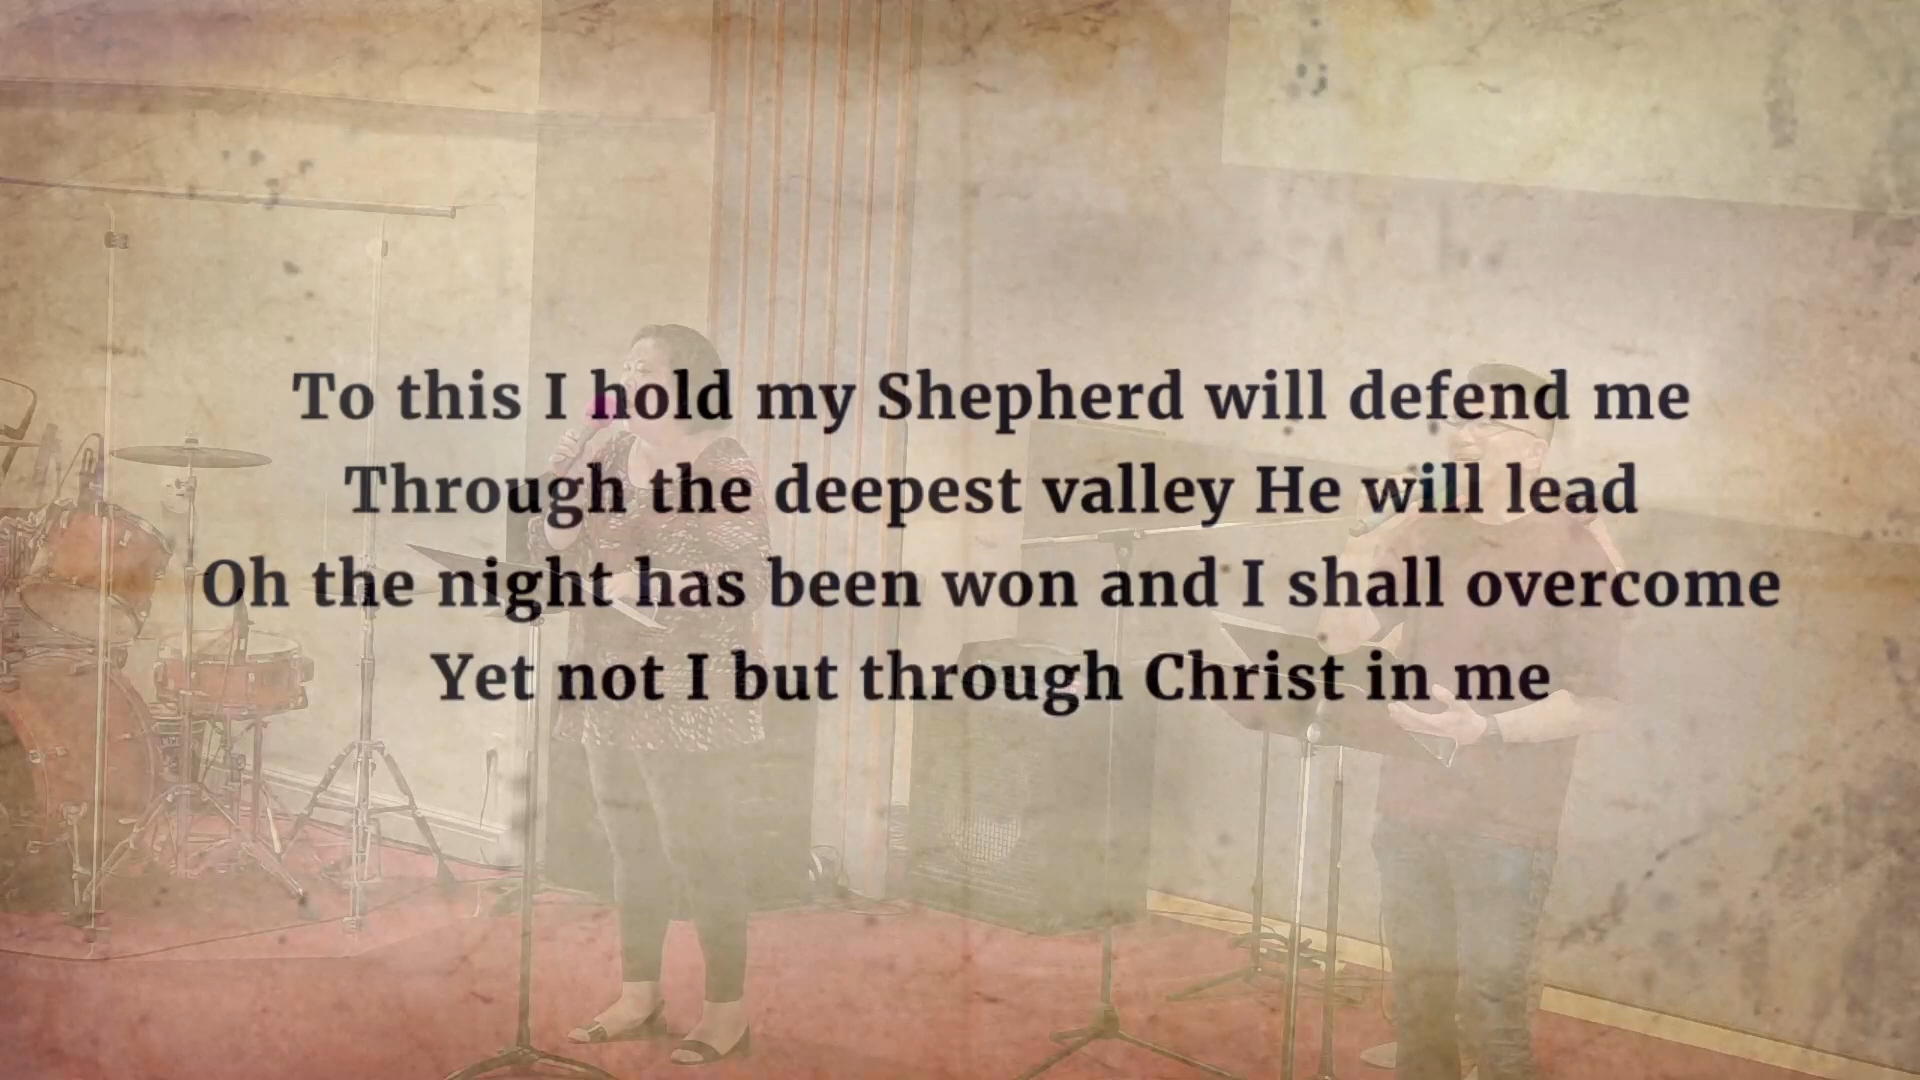 To this I hold my Shepherd will defend me
Through the deepest valley He will lead
Oh the night has been won and I shall overcome
Yet not I but through Christ in me